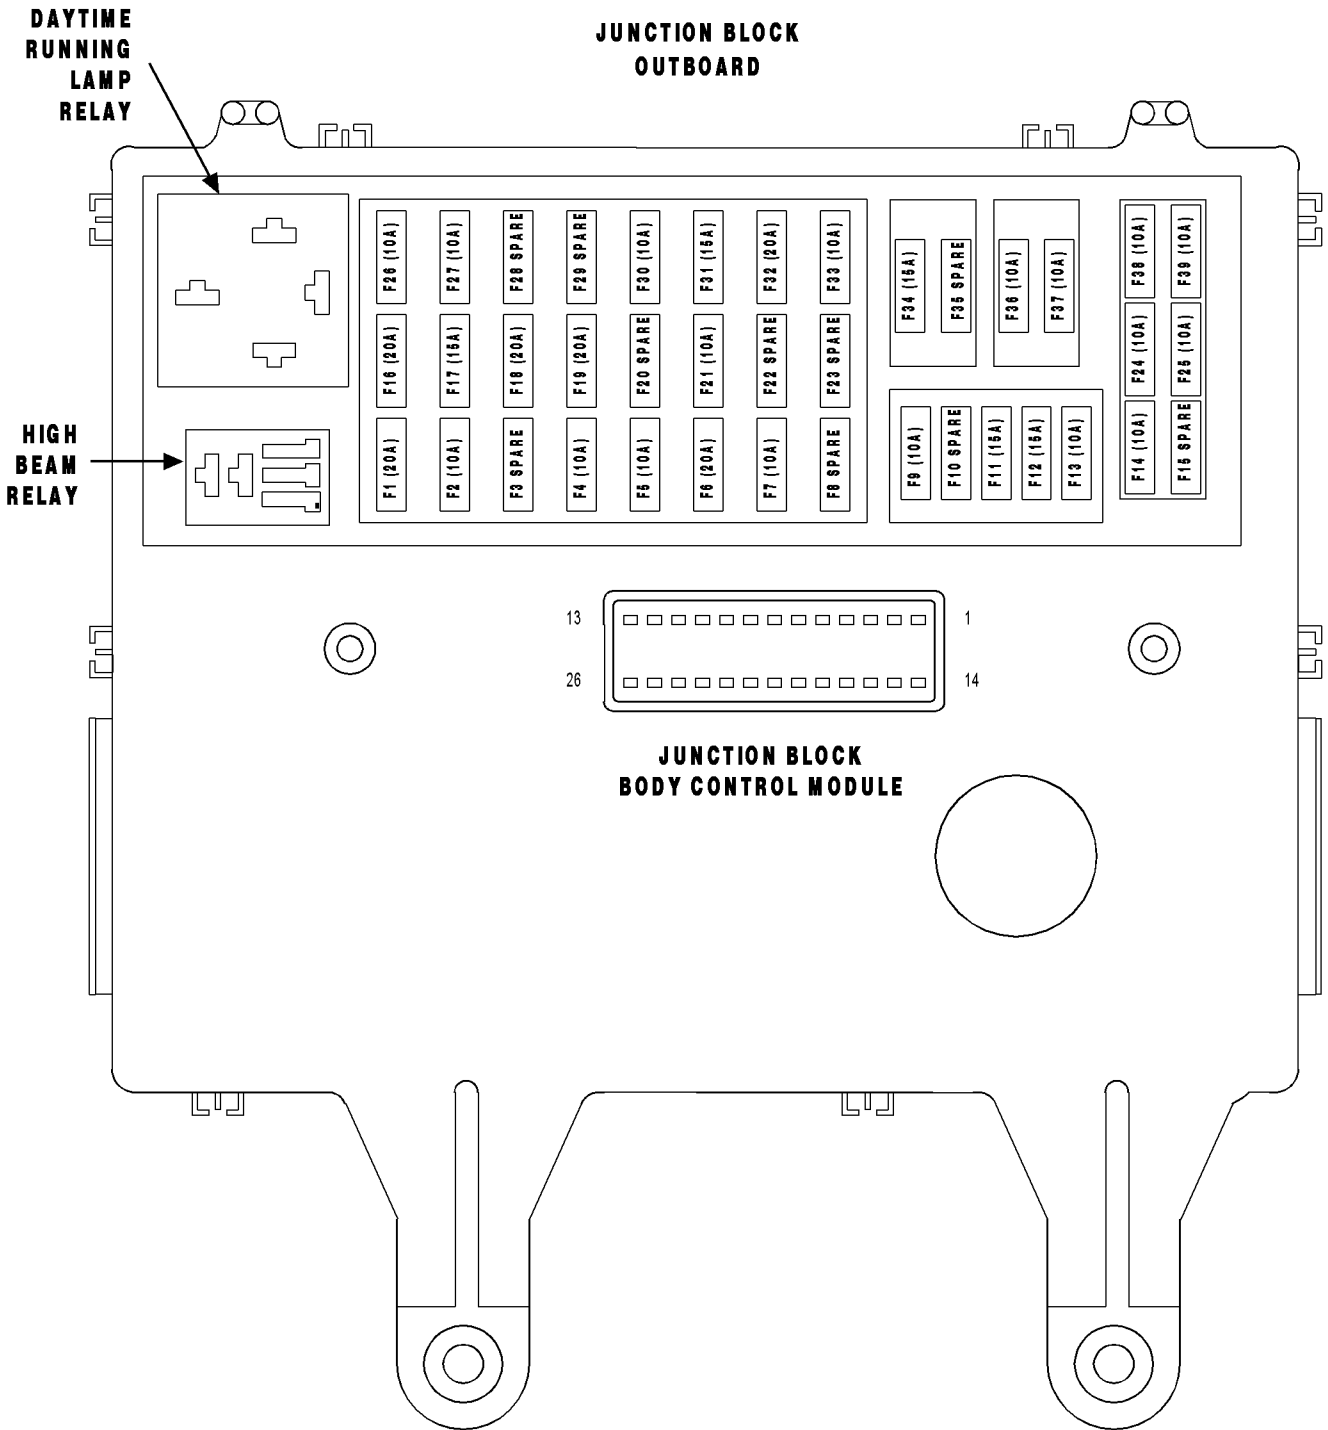 DAYTIME
RUNNING
LAMP
RELAY
JUNCTION BLOCK
OUTBOARD
F26 (10A)
F27 (10A)
F28 SPARE
F29 SPARE
F30 (10A)
F31 (15A)
F32 (20A)
F33 (10A)
F34 (15A)
F35 SPARE
F36 (10A)
F37 (10A)
F38 (10A)
F39 (10A)
F16 (20A)
F17 (15A)
F18 (20A)
F19 (20A)
F20 SPARE
F21 (10A)
F22 SPARE
F23 SPARE
F24 (10A)
F25 (10A)
HIGH
BEAM
RELAY
F1 (20A)
F2 (10A)
F3 SPARE
F4 (10A)
F5 (10A)
F6 (20A)
F7 (10A)
F8 SPARE
F9 (10A)
F10 SPARE
F11 (15A)
F12 (15A)
F13 (10A)
F14 (10A)
F15 SPARE
13
1
26
14
JUNCTION BLOCK
BODY CONTROL MODULE